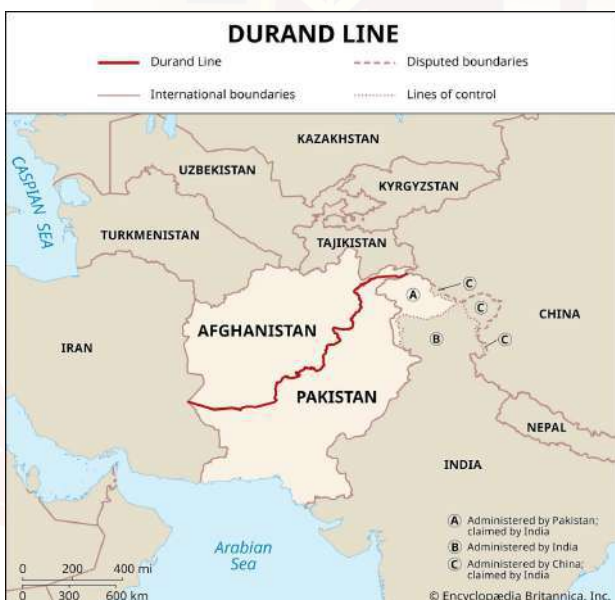 DURAND LINE
Durand Line
Disputed boundaries
International boundaries
Lines of control
KAZAKHSTAN
CASPIAN SEA
UZBEKISTAN
KYRGYZSTAN
TURKMENISTAN
TAJIKISTAN
C
A
C
AFGHANISTAN
CHINA
IRAN
B
C
PAKISTAN
NEPAL
INDIA
Arabian
Sea
A Administered by Pakistan;
claimed by India
B Administered by India
C Administered by China;
claimed by India
0 200 400 mi
0 300 600 km
© Encyclopædia Britannica, Inc.